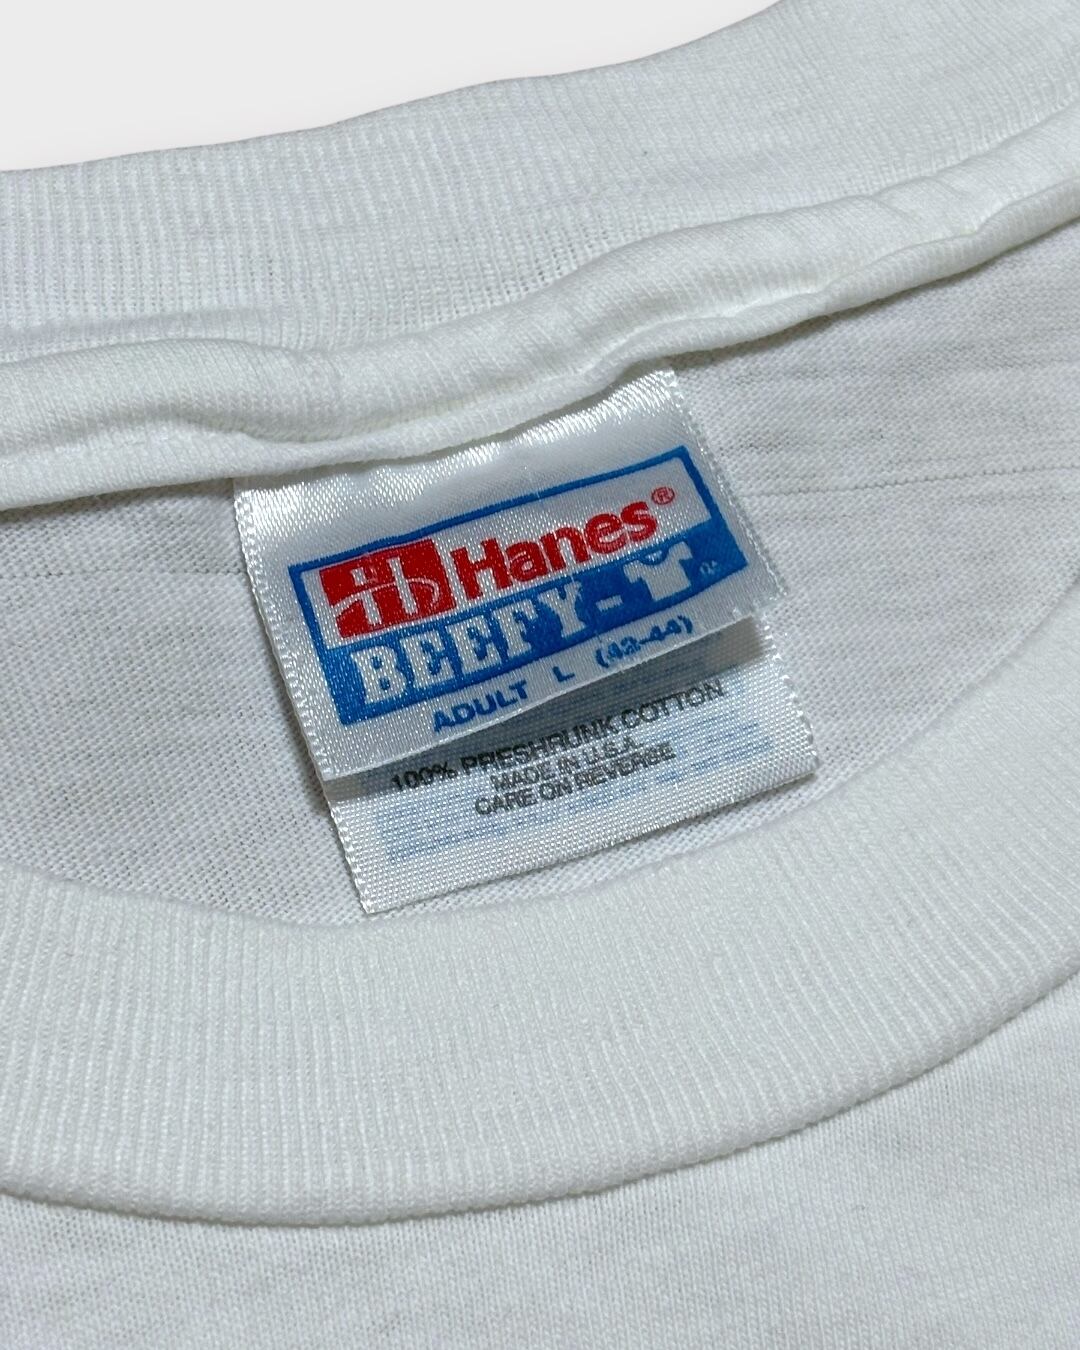 Hanes®
BEEFY-T
ADULT L (42-44)
100% PRESHRUNK COTTON
MADE IN U.S.A.
CARE ON REVERSE